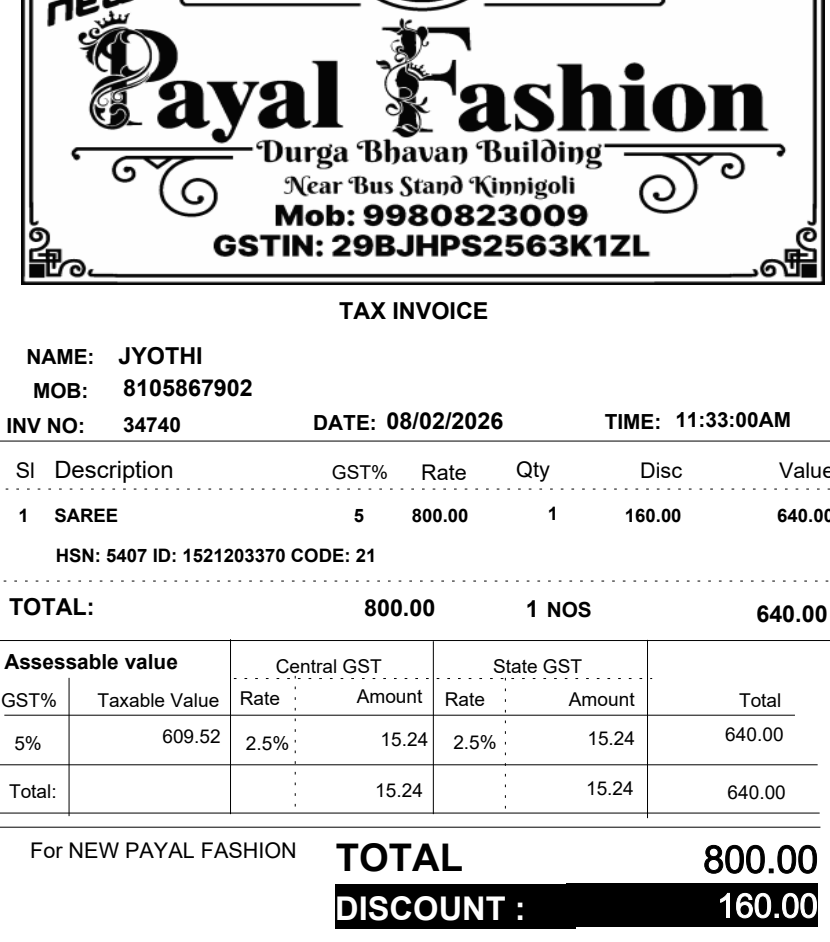 new
Payal Fashion
Durga Bhavan Building
Near Bus Stand Kinnigoli
Mob: 9980823009
GSTIN: 29BJHPS2563K1ZL
TAX INVOICE
NAME: JYOTHI
MOB: 8105867902
INV NO: 34740 DATE: 08/02/2026 TIME: 11:33:00AM
Sl Description GST% Rate Qty Disc Value
1 SAREE 5 800.00 1 160.00 640.00
HSN: 5407 ID: 1521203370 CODE: 21
TOTAL: 800.00 1 NOS 640.00
Assessable value Central GST State GST
GST% Taxable Value Rate Amount Rate Amount Total
5% 609.52 2.5% 15.24 2.5% 15.24 640.00
Total: 15.24 15.24 640.00
For NEW PAYAL FASHION TOTAL 800.00
DISCOUNT : 160.00